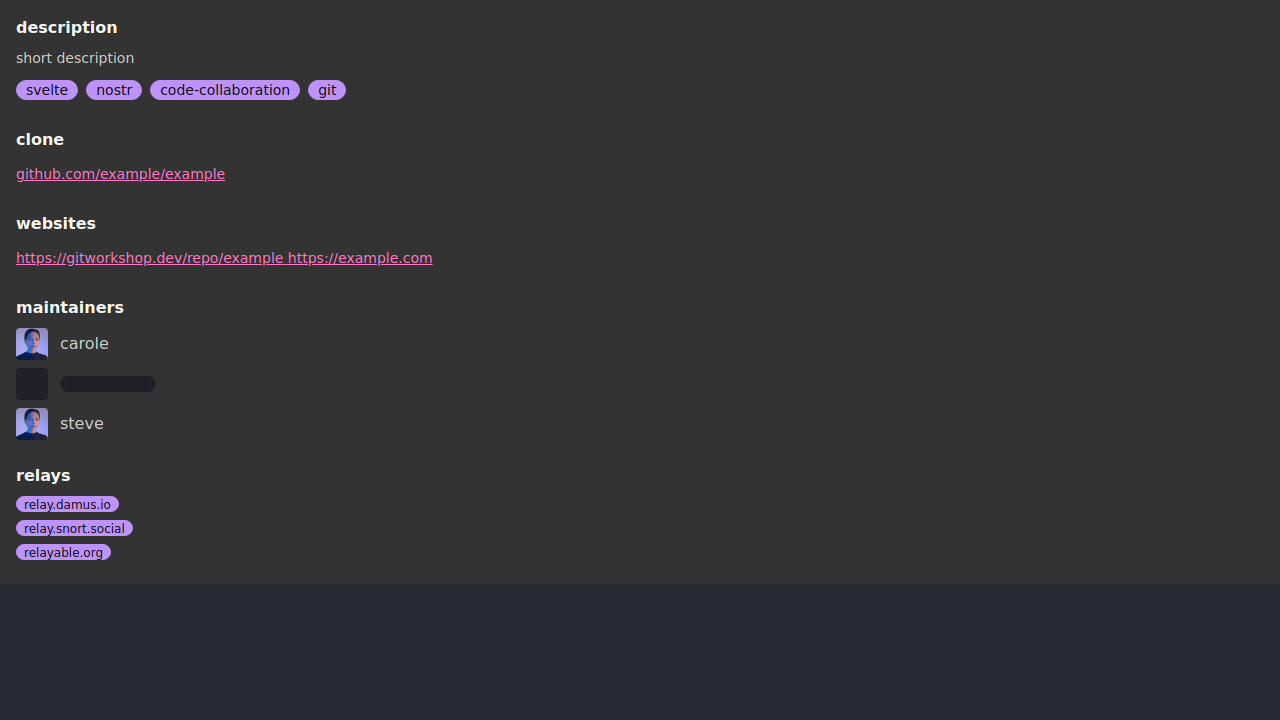 description
short description
svelte nostr code-collaboration git
clone
github.com/example/example
websites
https://gitworkshop.dev/repo/example https://example.com
maintainers
carole
steve
relays
relay.damus.io
relay.snort.social
relayable.org